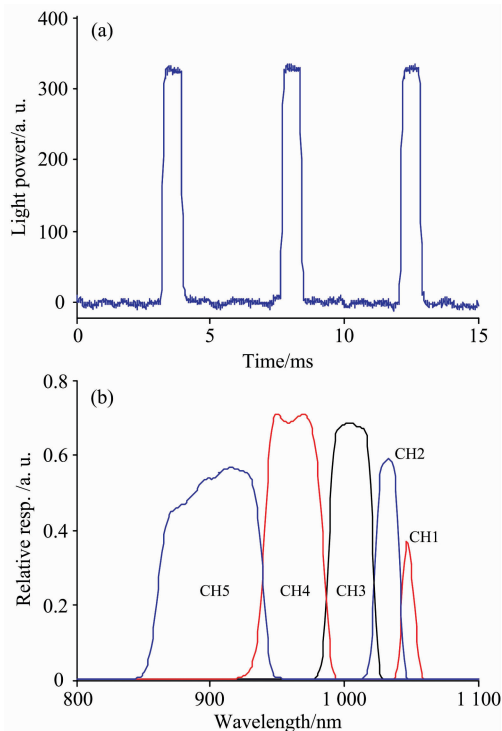 (a)
Light power/a. u.
400
300
200
100
0
0 5 10 15
Time/ms
(b)
Relative resp. /a. u.
0.8
0.6
0.4
0.2
0
CH2
CH1
CH5 CH4 CH3
800 900 1 000 1 100
Wavelength/nm